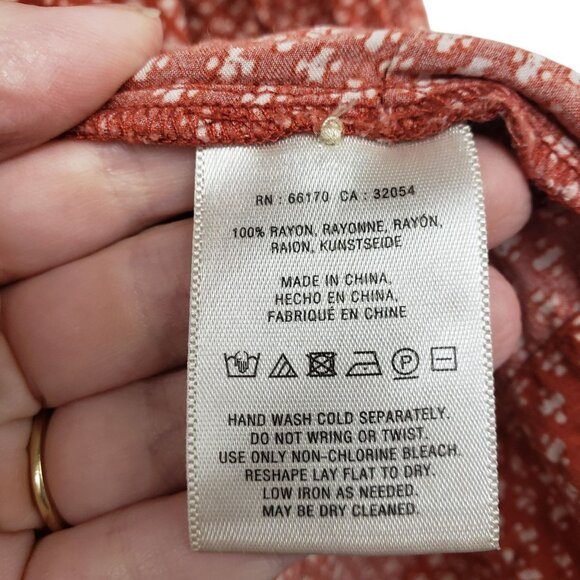 RN : 66170 CA : 32054
100% RAYON, RAYONNE, RAYÓN,
RAION, KUNSTSEIDE
MADE IN CHINA,
HECHO EN CHINA,
FABRIQUÉ EN CHINE
P
HAND WASH COLD SEPARATELY.
DO NOT WRING OR TWIST.
USE ONLY NON-CHLORINE BLEACH.
RESHAPE LAY FLAT TO DRY.
LOW IRON AS NEEDED.
MAY BE DRY CLEANED.